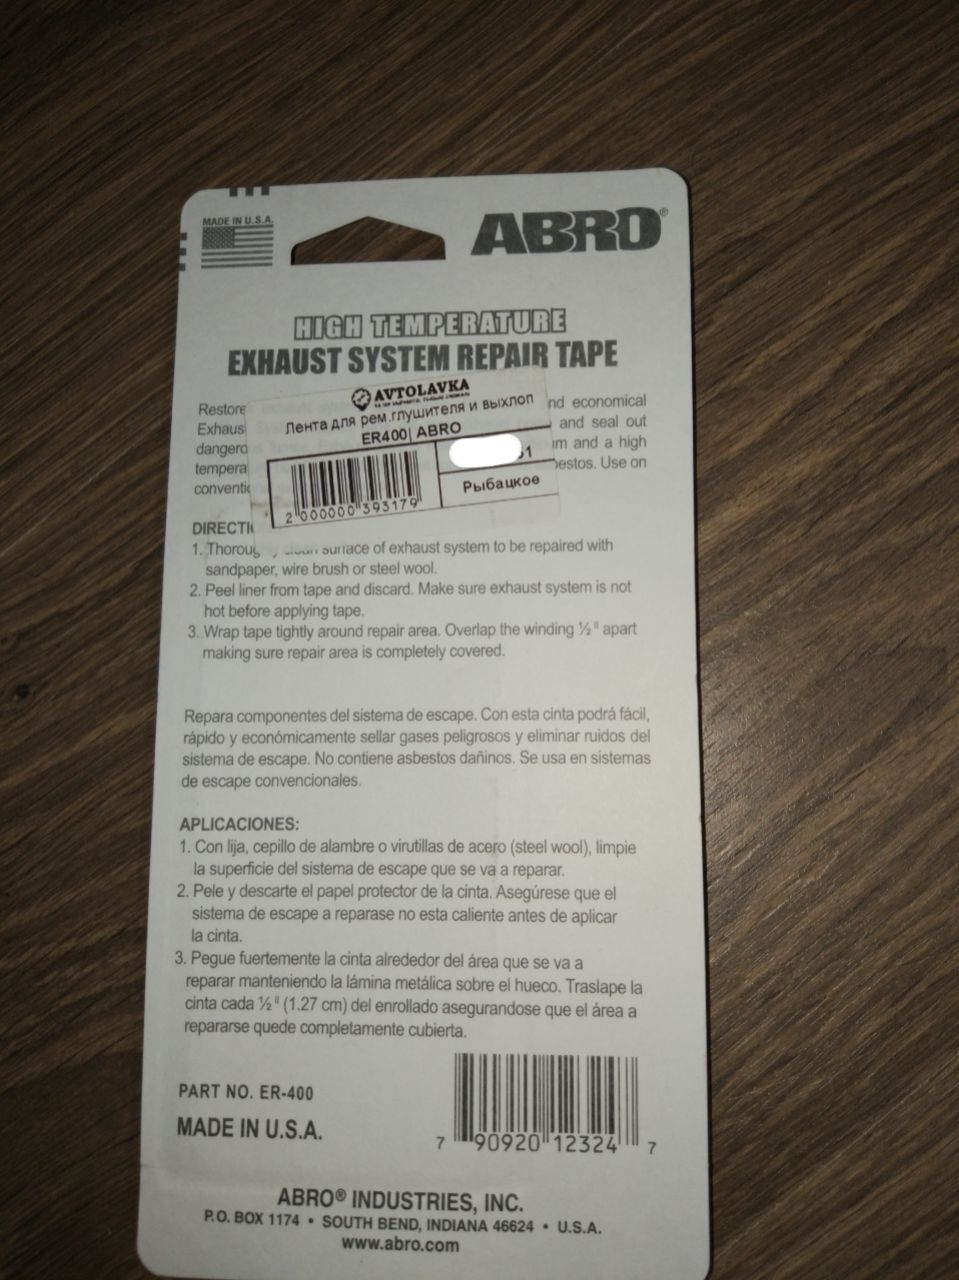 MADE IN U.S.A.
ABRO®
HIGH TEMPERATURE
EXHAUST SYSTEM REPAIR TAPE
AVTOLAVKA
Лента для рем.глушителя и выхлоп
ER400| ABRO
51
Рыбацкое
2 000000 393179
Restore
nd economical
Exhaus
and seal out
dangero
m and a high
tempera
bestos. Use on
conventi
DIRECTI
1. Thoroug clean surface of exhaust system to be repaired with
sandpaper, wire brush or steel wool.
2. Peel liner from tape and discard. Make sure exhaust system is not
hot before applying tape.
3. Wrap tape tightly around repair area. Overlap the winding ½" apart
making sure repair area is completely covered.
Repara componentes del sistema de escape. Con esta cinta podrá fácil,
rápido y económicamente sellar gases peligrosos y eliminar ruidos del
sistema de escape. No contiene asbestos dañinos. Se usa en sistemas
de escape convencionales.
APLICACIONES:
1. Con lija, cepillo de alambre o virutillas de acero (steel wool), limpie
la superficie del sistema de escape que se va a reparar.
2. Pele y descarte el papel protector de la cinta. Asegúrese que el
sistema de escape a reparase no esta caliente antes de aplicar
la cinta.
3. Pegue fuertemente la cinta alrededor del área que se va a
reparar manteniendo la lámina metálica sobre el hueco. Traslape la
cinta cada ½" (1.27 cm) del enrollado asegurandose que el área a
repararse quede completamente cubierta.
PART NO. ER-400
MADE IN U.S.A.
7 90920 12324 7
ABRO® INDUSTRIES, INC.
P.O. BOX 1174 • SOUTH BEND, INDIANA 46624 • U.S.A.
www.abro.com